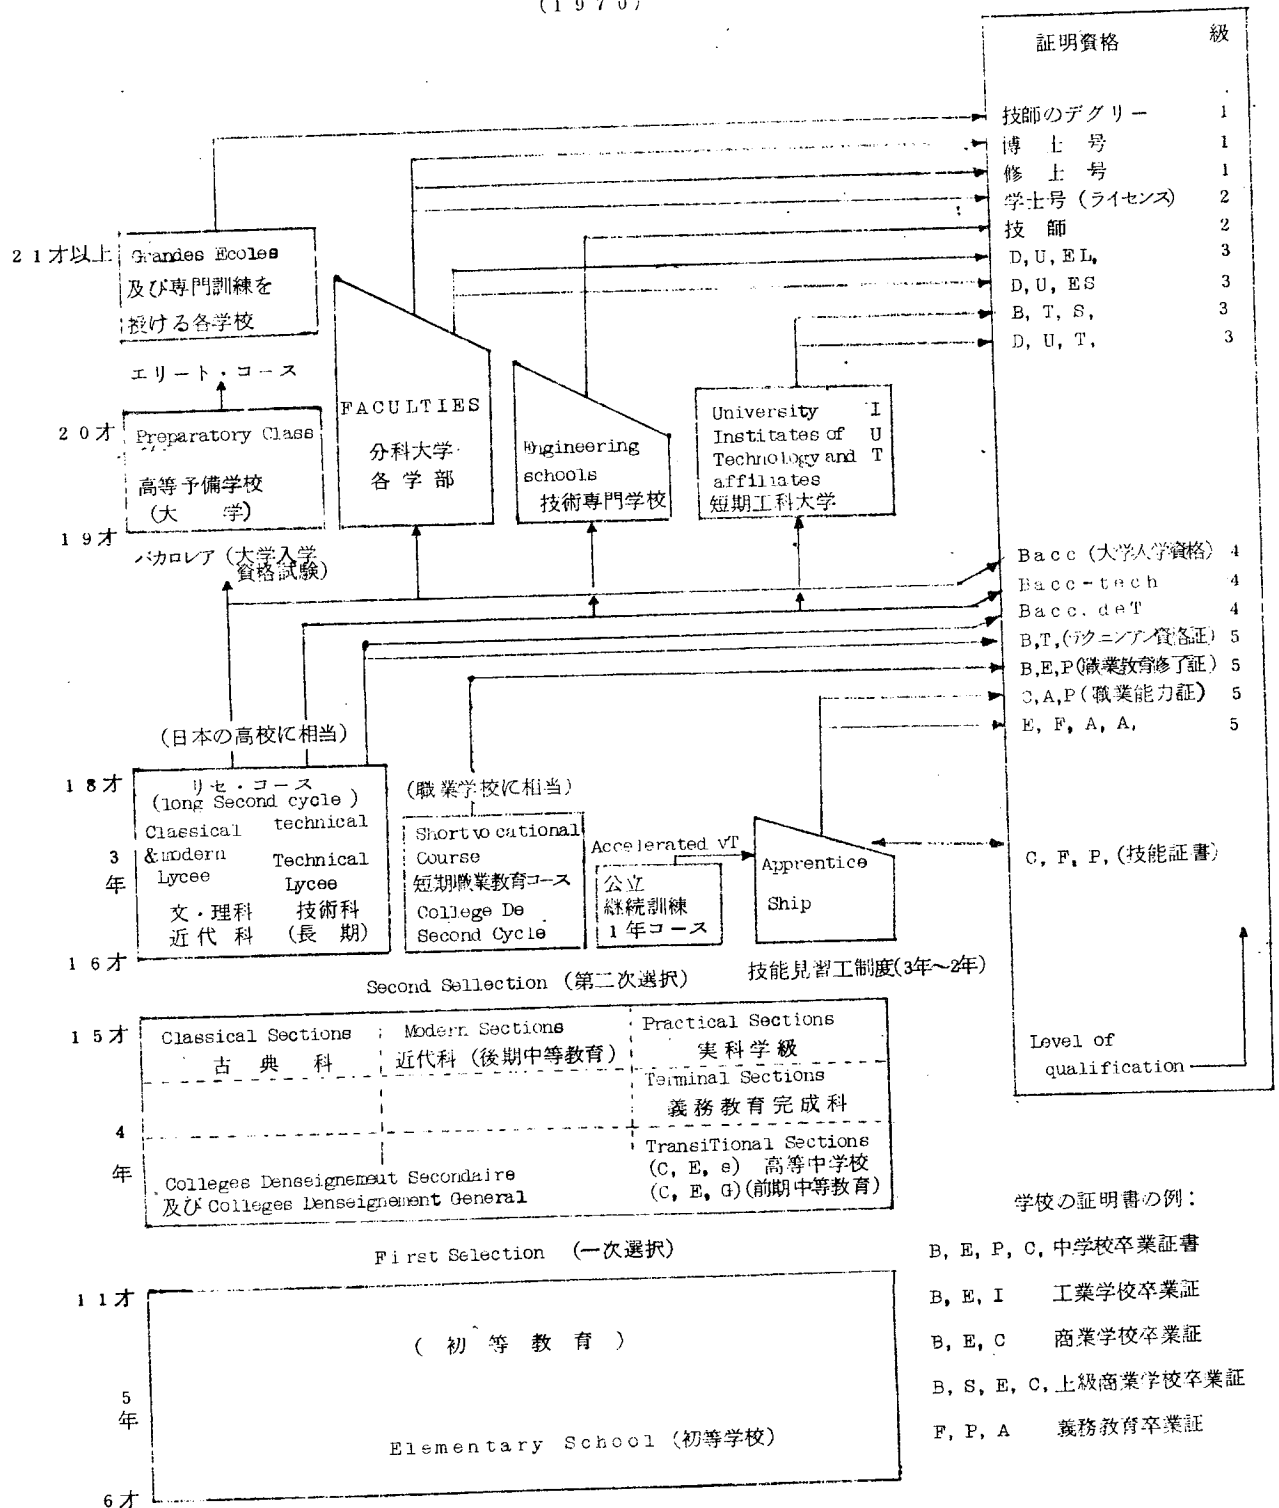 (1970)
証明資格 級
技師のデグリー 1
博士号 1
修士号 1
学士号(ライセンス) 2
技師 2
D, U, EL, 3
D, U, ES 3
B, T, S, 3
D, U, T, 3
21才以上
Grandes Ecoles
及び専門訓練を
授ける各学校
エリート・コース
20才
Preparatory Class
高等予備学校
(大 学)
19才
FACULTIES
分科大学
各学部
Engineering
schools
技術専門学校
University I
Institates of U
Technology and T
affiliates
短期工科大学
バカロレア(大学入学
資格試験)
Bacc (大学入学資格) 4
Bacc-tech 4
Bacc. deT 4
B,T,(テクニシアン資格証) 5
B,E,P(職業教育修了証) 5
C,A,P(職業能力証) 5
E, F, A, A, 5
(日本の高校に相当)
18才
リセ・コース
(long Second cycle)
Classical technical
& modern Technical
Lycee Lycee
文・理科 技術科
近代科 (長 期)
3
年
16才
(職業学校に相当)
Short vocational
Course
短期職業教育コース
College De
Second Cycle
Accelerated vT
公立
継続訓練
1年コース
Apprentice
Ship
C, F, P, (技能証書)
技能見習工制度(3年〜2年)
Second Sellection (第二次選択)
15才
Classical Sections
古典科
Modern Sections
近代科 (後期中等教育)
Practical Sections
実科学級
Terminal Sections
義務教育完成科
TransiTional Sections
(C, E, s) 高等中学校
(C, E, G)(前期中等教育)
4
年
Colleges Denseignemeut Secondaire
及び Colleges Denseignement General
Level of
qualification
First Selection (一次選択)
11才
(初等教育)
5
年
Elementary School (初等学校)
6才
学校の証明書の例:
B, E, P, C, 中学校卒業証書
B, E, I 工業学校卒業証
B, E, C 商業学校卒業証
B, S, E, C, 上級商業学校卒業証
F, P, A 義務教育卒業証